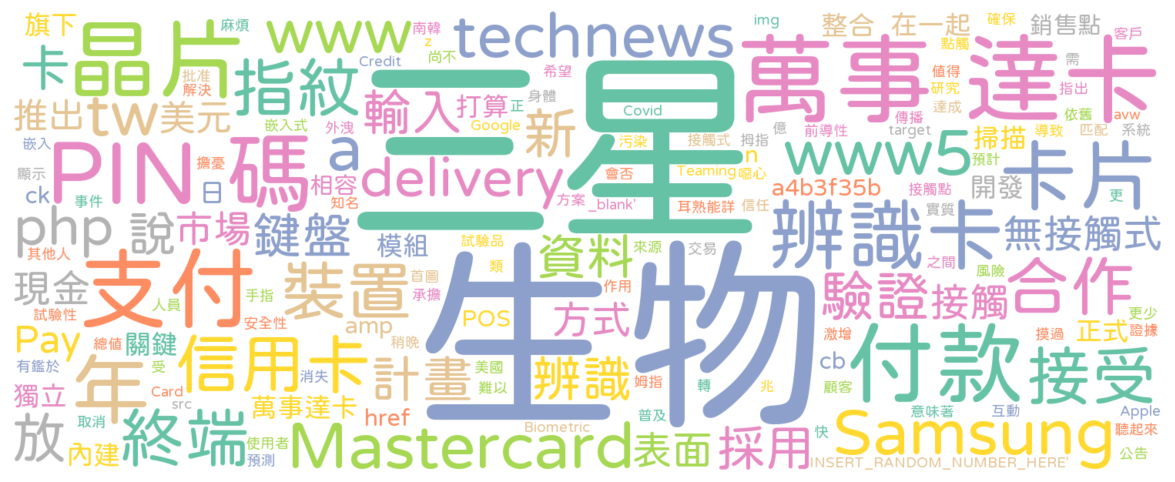 旗下 麻煩 www 南韓 z 尚不 Credit technews img 整合 在一起 確保 銷售點 客戶
卡 晶片 批准 解決 指紋 三星 希望 身體 Covid 萬事達卡 點觸 值得 需 指出
推出 tw 美元 嵌入式 外洩 輸入 打算 正 Google 新 污染 接觸式 拇指 億 前導性 傳播 target 研究 達成 依舊 avw
嵌入 顯示 PIN 碼 擔憂 a 相容 知名 delivery 會否 Teaming n 噁心 www5 掃描 導致 匹配 系統 預計
ck 事件 日 方案 _blank' 耳熟能詳 信任 a4b3f35b 接觸點 開發 卡片 更
php 說 市場 鍵盤 模組 試驗品 資料 來源 交易 辨識卡 實質 無接觸式
其他人 支付 裝置 首圖 承擔 類 作用 風險 之間
現金 試驗性 人員 手指 安全性 amp 稍晚 POS 方式 生物 驗證 接觸 合作 更少 證據
Pay 總值 關鍵 信用卡 美國 難以 辨識 姆指 轉 兆 激增 cb 付款 正式 摸過
有鑑於 受 年 消失 計畫 普及 顧客 接受
獨立 Card src 萬事達卡 href Biometric 快 意味著 互動 Apple
放 取消 內建 終端 使用者 預測 Mastercard 表面 採用 Samsung 聽起來 公告
INSERT_RANDOM_NUMBER_HERE'